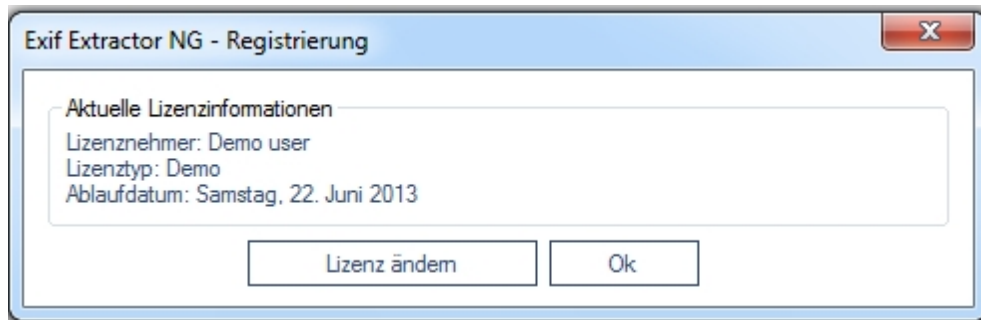 Exif Extractor NG - Registrierung
Aktuelle Lizenzinformationen
Lizenznehmer: Demo user
Lizenztyp: Demo
Ablaufdatum: Samstag, 22. Juni 2013
Lizenz ändern
Ok